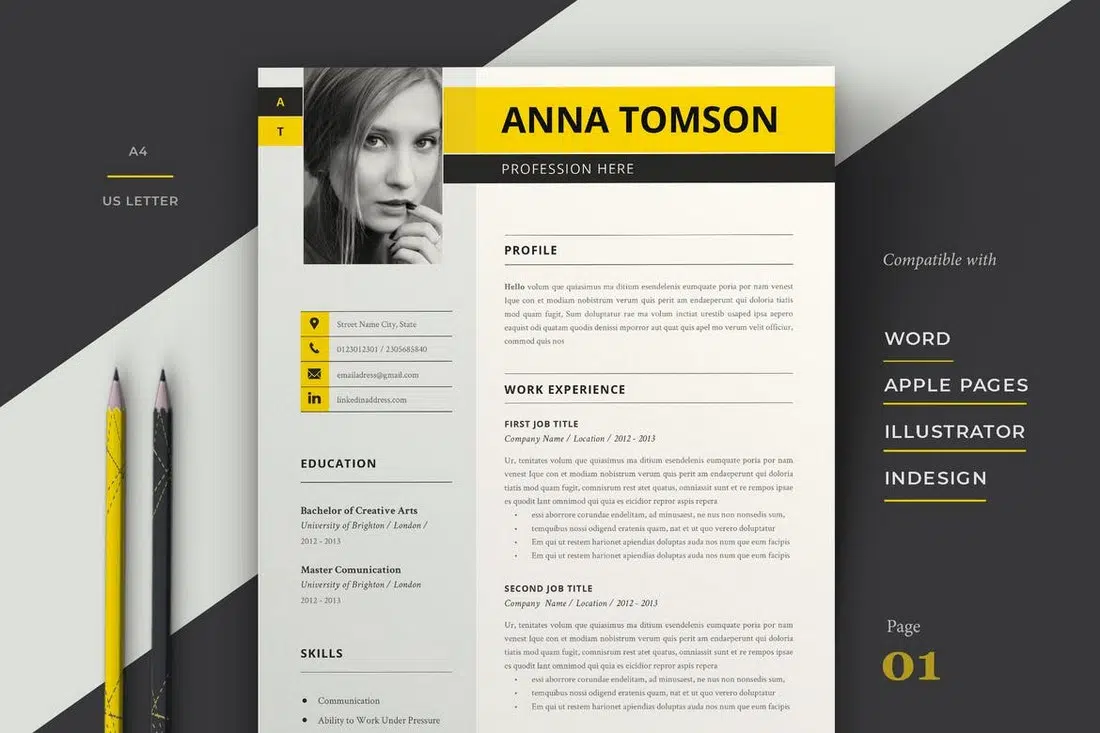 A4
US LETTER
A
T
ANNA TOMSON
PROFESSION HERE
Street Name City, State
0123012301 / 2305685840
emailadress@gmail.com
in
linkedinaddress.com
EDUCATION
Bachelor of Creative Arts
University of Brighton / London /
2012 - 2013
Master Comunication
University of Brighton / London
2012 - 2013
SKILLS
Communication
Ability to Work Under Pressure
PROFILE
Hello volum que quiasimus ma ditium esendelenis eumquate poria por nam venest
Ique con et modiam nobistrum verum quis perit am endaeperunt qui doloria tiatis
mod quam fugit, Sum doluptatur rae ma volum inctiat urestib usaped ipsa aepero
eaquist odi quatam quodis denissi mporror aut quat quis apel mo verum velit officiur,
commod quis nos
WORK EXPERIENCE
FIRST JOB TITLE
Company Name / Location / 2012 - 2013
Ur, tenitates volum que quiasimus ma ditium esendelenis eumquate poria por nam
venest Ique con et modiam nobistrum verum quis perit am endaeperunt qui doloria
tiatis mod quam fugit, comnisrum rest atet quatus, omniassit sunt et re rempos ipsae
es quodit lant omnimod qui quia es eicidior repror aspis repera
• essi aborrore corundae endelitam, ad minusaest, ne nus non nonsedis sum,
• temquibus nossi odigend eratenis quam, nat et ut quo verero doluptatur
• Em qui ut restem harionet apiendias doluptas auda nos num que eum facipis
• Em qui ut restem harionet apiendias doluptas auda nos num que eum facipis
SECOND JOB TITLE
Company Name / Location / 2012 - 2013
Ur, tenitates volum que quiasimus ma ditium esendelenis eumquate poria por nam
venest Ique con et modiam nobistrum verum quis perit am endaeperunt qui doloria
tiatis mod quam fugit, comnisrum rest atet quatus, omniassit sunt et re rempos ipsae
es quodit lant omnimod qui quia es eicidior repror aspis repera
• essi aborrore corundae endelitam, ad minusaest, ne nus non nonsedis sum,
• temquibus nossi odigend eratenis quam, nat et ut quo verero doluptatur
• Em qui ut restem harionet apiendias doluptas auda nos num que eum facipis
Compatible with
WORD
APPLE PAGES
ILLUSTRATOR
INDESIGN
Page
01